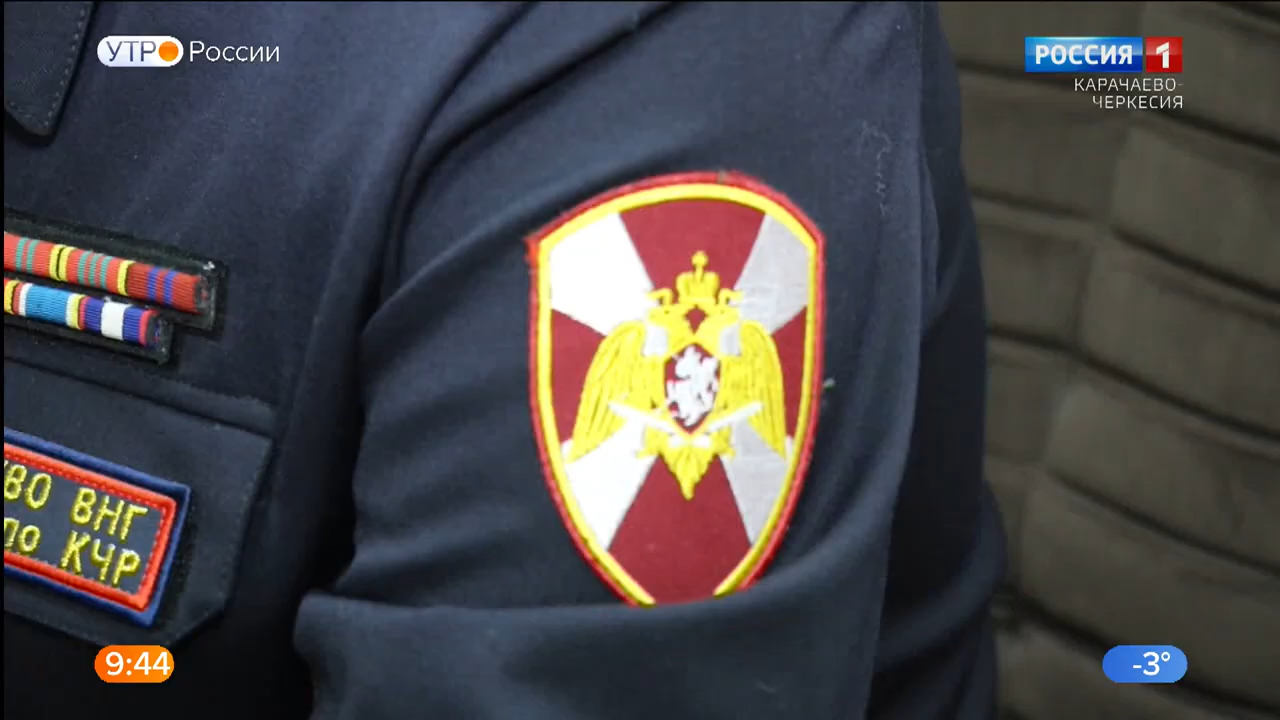 УТРО России
РОССИЯ 1
КАРАЧАЕВО-
ЧЕРКЕСИЯ
ВО ВНГ
по КЧР
9:44
-3°